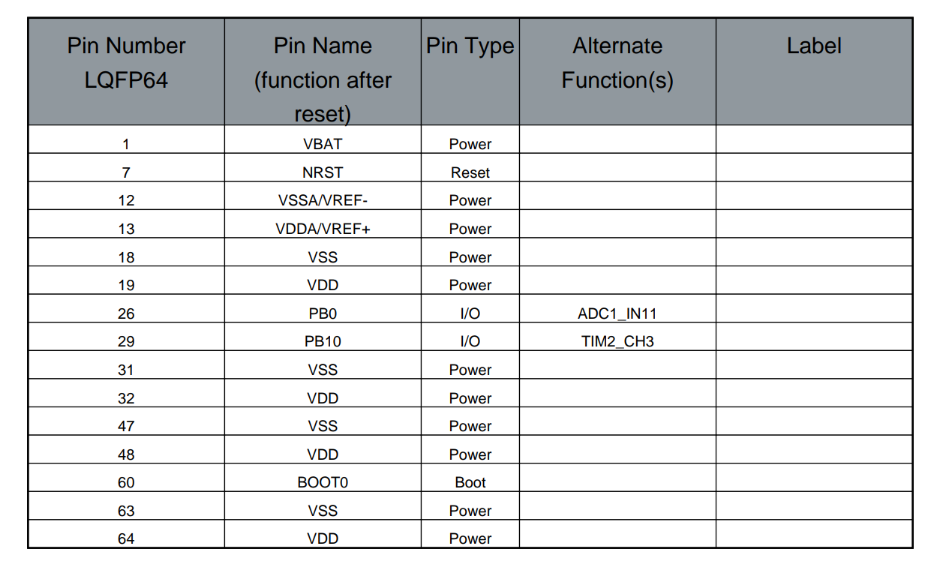 Pin Number LQFP64 | Pin Name (function after reset) | Pin Type | Alternate Function(s) | Label
1 | VBAT | Power | |
7 | NRST | Reset | |
12 | VSSA/VREF- | Power | |
13 | VDDA/VREF+ | Power | |
18 | VSS | Power | |
19 | VDD | Power | |
26 | PB0 | I/O | ADC1_IN11 |
29 | PB10 | I/O | TIM2_CH3 |
31 | VSS | Power | |
32 | VDD | Power | |
47 | VSS | Power | |
48 | VDD | Power | |
60 | BOOT0 | Boot | |
63 | VSS | Power | |
64 | VDD | Power | |